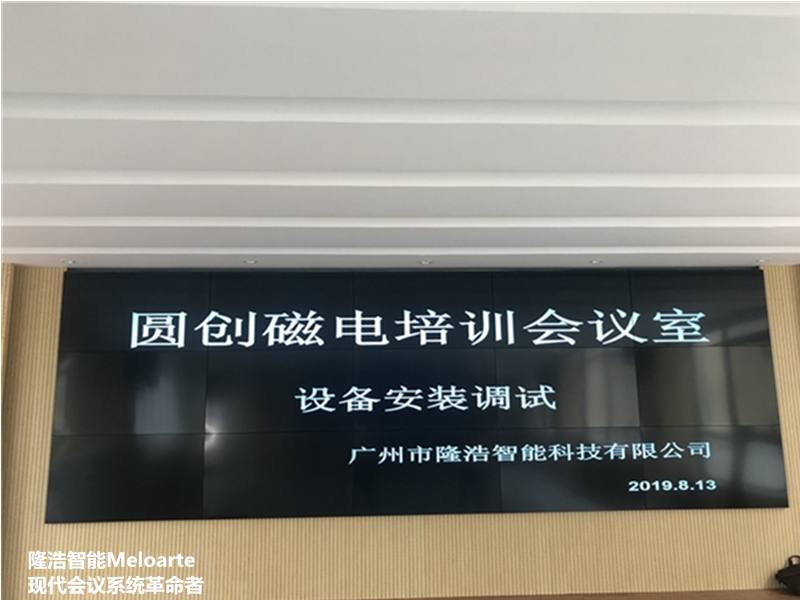 圆创磁电培训会议室
设备安装调试
广州市隆浩智能科技有限公司
2019.8.13
隆浩智能Meloarte
现代会议系统革命者